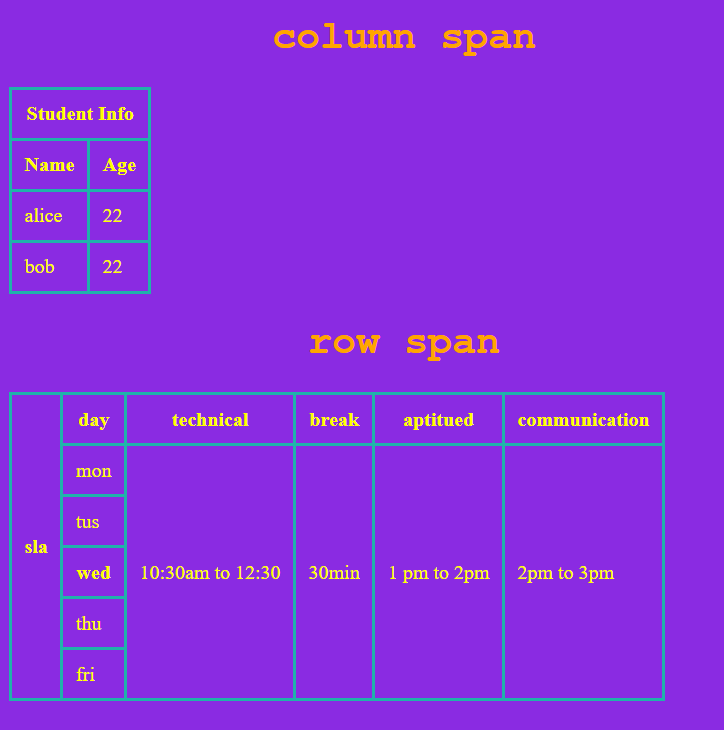 column span
Student Info
Name Age
alice 22
bob 22
row span
day technical break aptitued communication
mon
tus
sla
wed 10:30am to 12:30 30min 1 pm to 2pm 2pm to 3pm
thu
fri